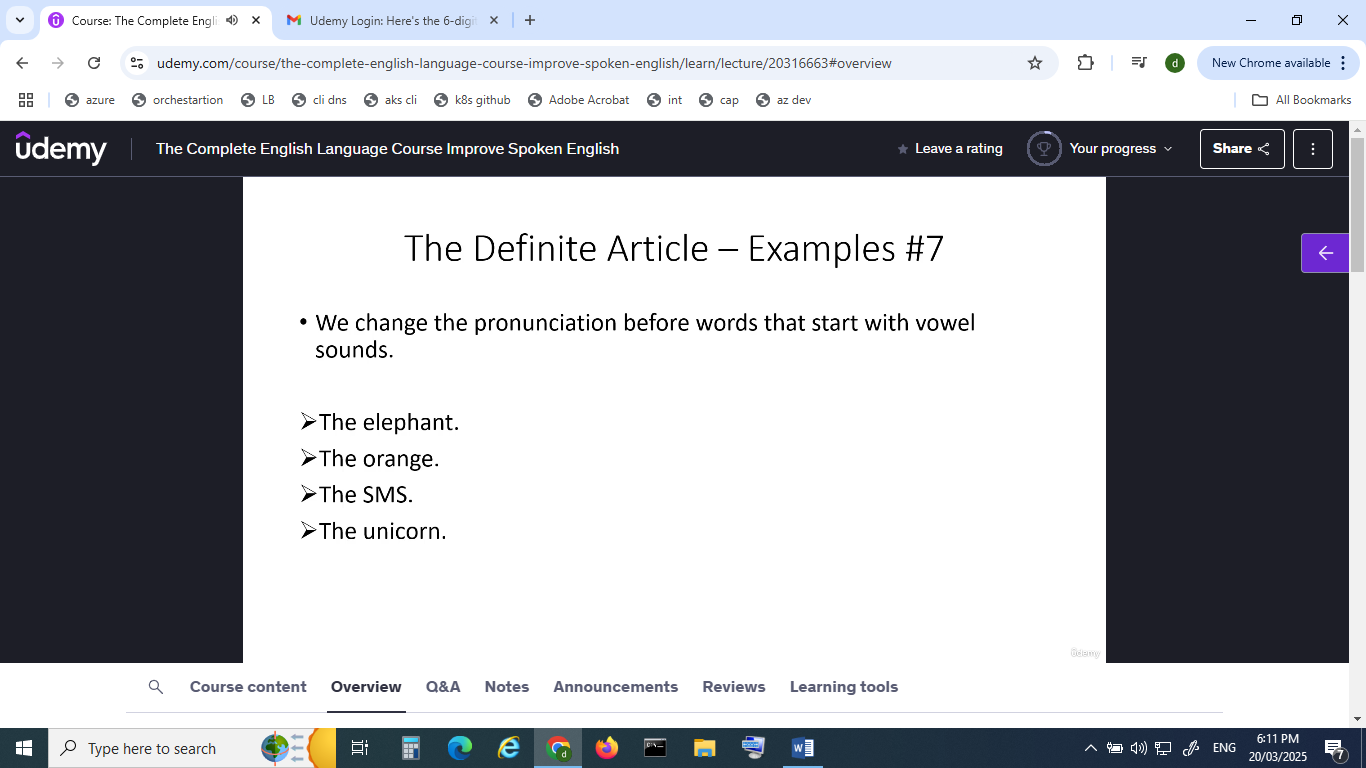 Course: The Complete Engli
Udemy Login: Here's the 6-digi
udemy.com/course/the-complete-english-language-course-improve-spoken-english/learn/lecture/20316663#overview
d
New Chrome available
azure
orchestartion
LB
cli dns
aks cli
k8s github
Adobe Acrobat
int
cap
az dev
All Bookmarks
udemy
The Complete English Language Course Improve Spoken English
Leave a rating
Your progress
Share
The Definite Article – Examples #7
• We change the pronunciation before words that start with vowel
sounds.
➢The elephant.
➢The orange.
➢The SMS.
➢The unicorn.
udemy
Course content
Overview
Q&A
Notes
Announcements
Reviews
Learning tools
Type here to search
d
ENG
6:11 PM
20/03/2025
7